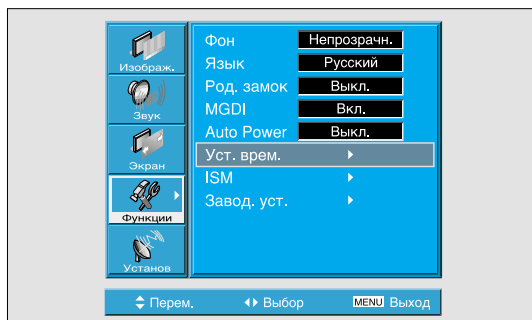 Изображ.
Звук
Экран
Функции
Установ
Фон Непрозрачн.
Язык Русский
Род. замок Выкл.
MGDI Вкл.
Auto Power Выкл.
Уст. врем.
ISM
Завод. уст.
Перем. Выбор MENU Выход